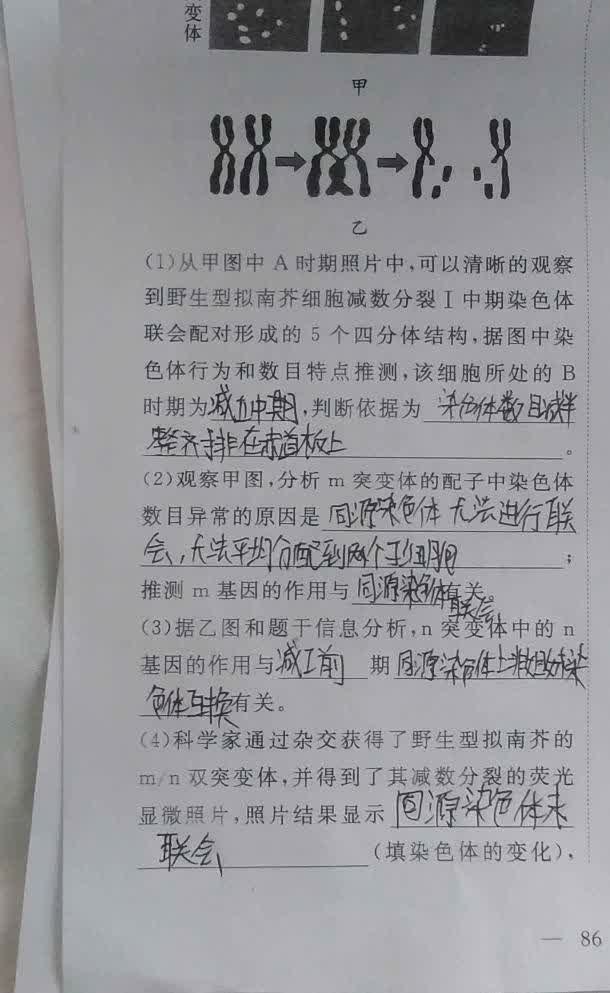 变
体
甲
乙
(1)从甲图中 A 时期照片中,可以清晰的观察
到野生型拟南芥细胞减数分裂 I 中期染色体
联会配对形成的 5 个四分体结构,据图中染
色体行为和数目特点推测,该细胞所处的 B
时期为减Ⅱ中期,判断依据为 染色体数目减半
整齐排在赤道板上。
(2)观察甲图,分析 m 突变体的配子中染色体
数目异常的原因是 同源染色体无法进行联
会,无法平均分配到两个子细胞;
推测 m 基因的作用与 同源染色体有关。
联会
(3)据乙图和题干信息分析,n 突变体中的 n
基因的作用与减Ⅰ前 期 同源染色体上非姐妹染
色体互换有关。
(4)科学家通过杂交获得了野生型拟南芥的
m/n 双突变体,并得到了其减数分裂的荧光
显微照片,照片结果显示 同源染色体未
联会 (填染色体的变化),
— 86